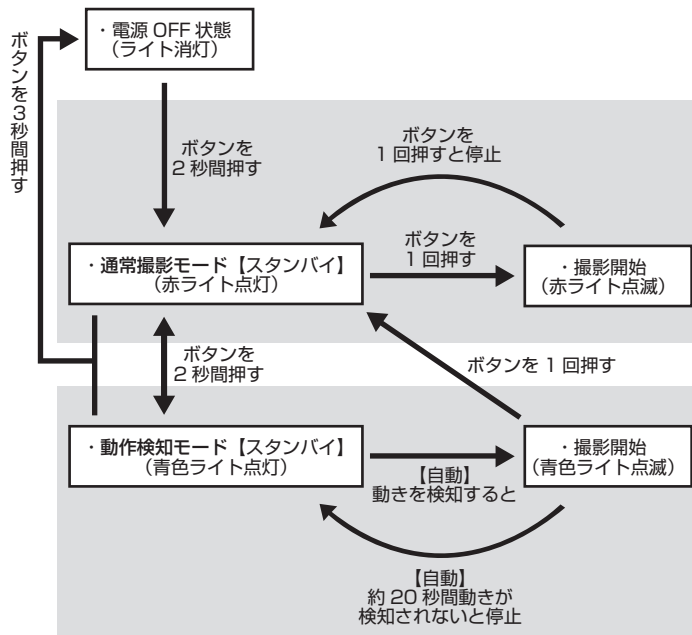 ・電源 OFF 状態
（ライト消灯）
ボタンを3秒間押す
ボタンを
2 秒間押す
ボタンを
1 回押すと停止
・通常撮影モード【スタンバイ】
（赤ライト点灯）
ボタンを
1 回押す
・撮影開始
（赤ライト点滅）
ボタンを
2 秒間押す
ボタンを 1 回押す
・動作検知モード【スタンバイ】
（青色ライト点灯）
【自動】
動きを検知すると
・撮影開始
（青色ライト点滅）
【自動】
約 20 秒間動きが
検知されないと停止